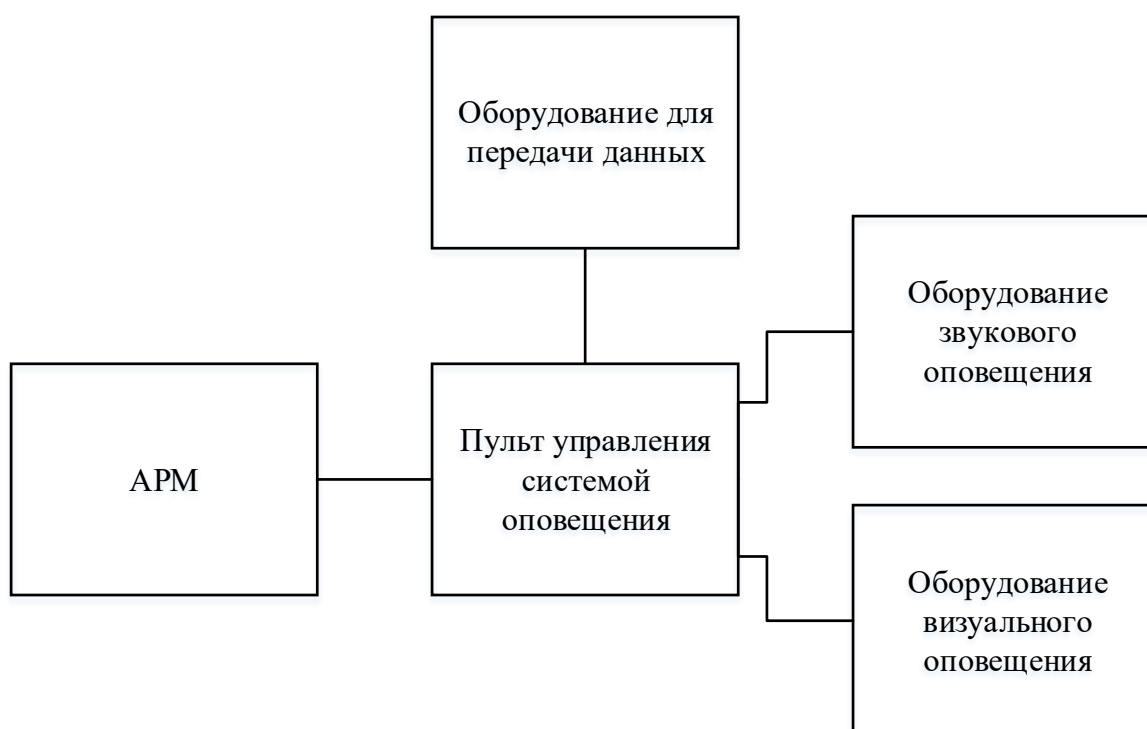 Оборудование для
передачи данных
Оборудование
звукового
оповещения
АРМ
Пульт управления
системой
оповещения
Оборудование
визуального
оповещения